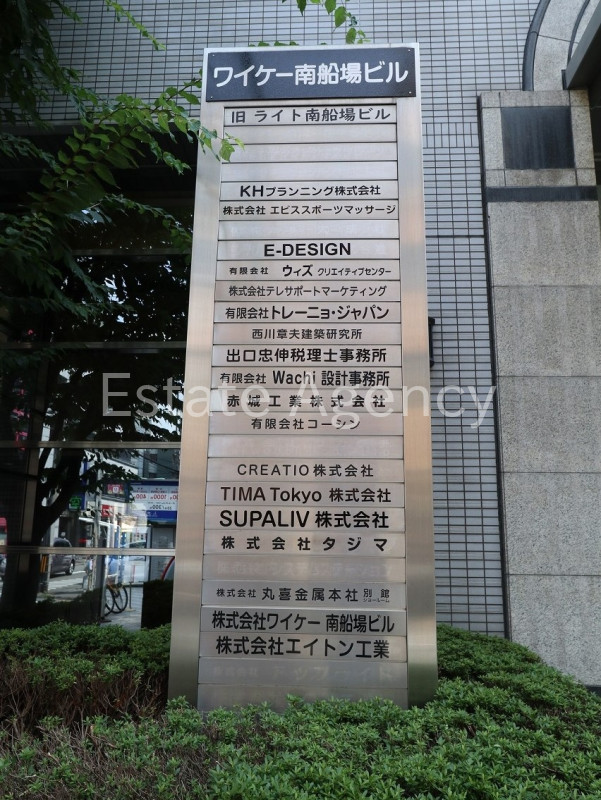 ワイケー南船場ビル
旧 ライト南船場ビル
KHプランニング株式会社
株式会社 エビススポーツマッサージ
E-DESIGN
有限会社 ウィズ クリエイティブセンター
株式会社テレサポートマーケティング
有限会社トレーニョ・ジャパン
西川章夫建築研究所
出口忠伸税理士事務所
有限会社 Wachi 設計事務所
Estate Agency
赤城工業株式会社
有限会社コーシン
CREATIO株式会社
TIMA Tokyo 株式会社
SUPALIV 株式会社
株式会社タジマ
株式会社 丸喜金属本社 別館 ショールーム
株式会社ワイケー 南船場ビル
株式会社エイトン工業